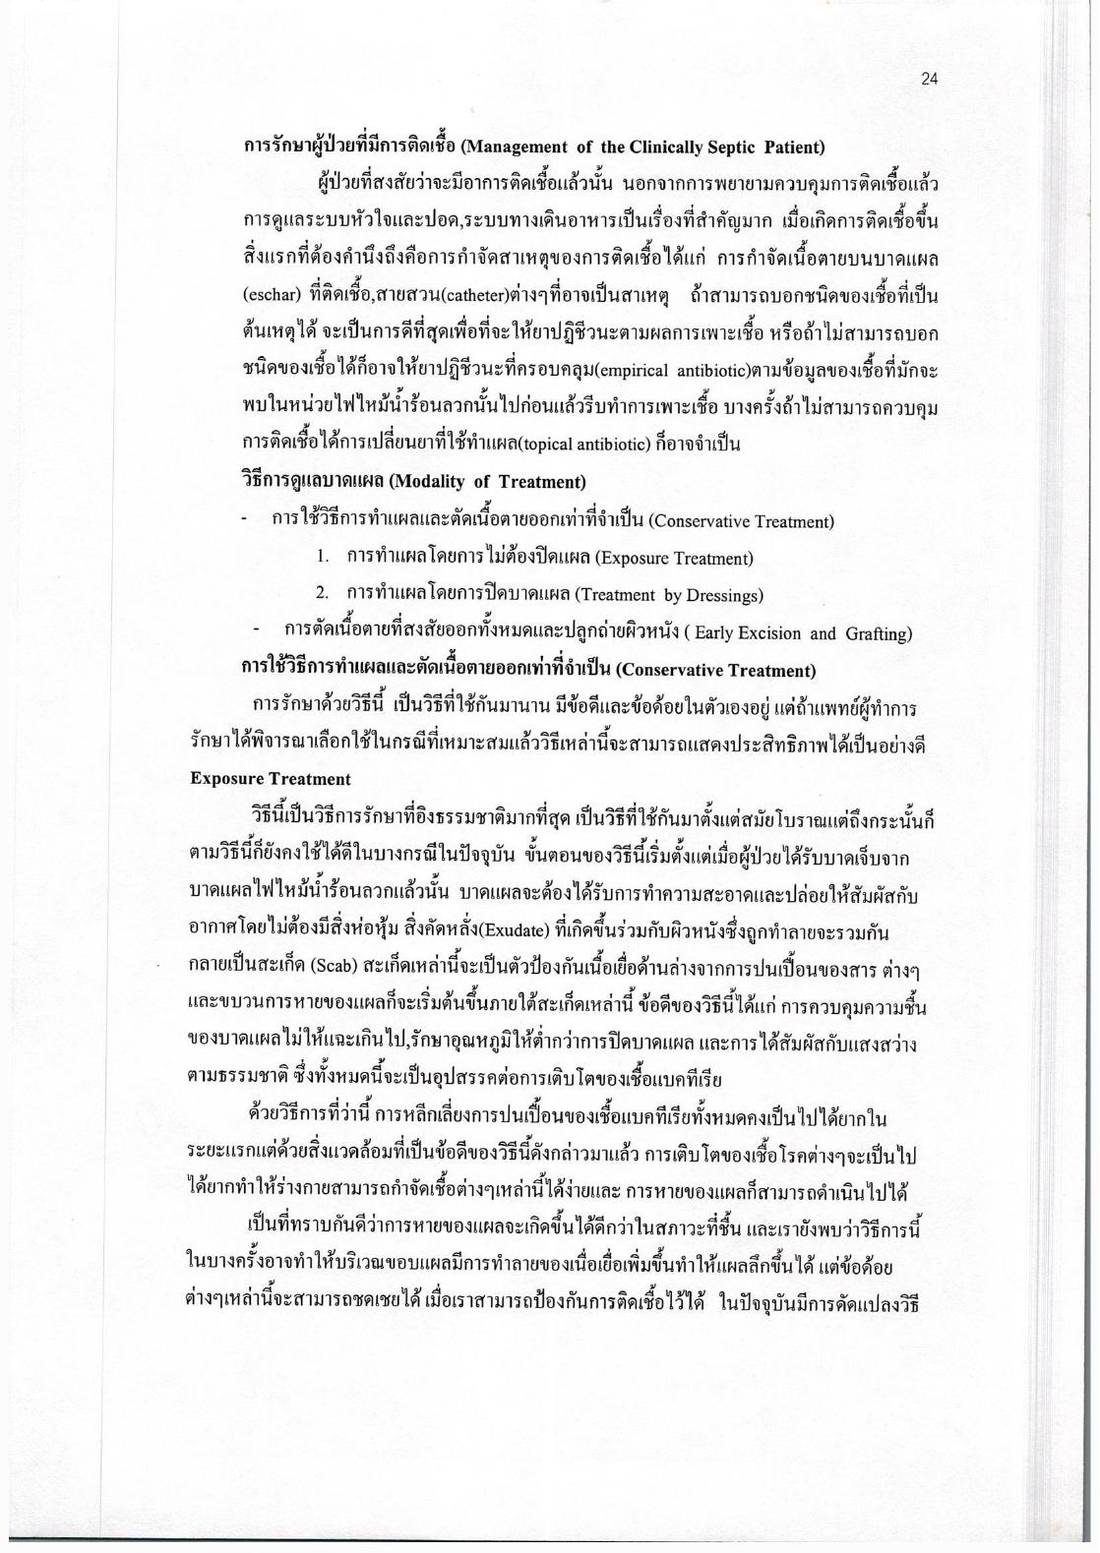 24
การรักษาผู้ป่วยที่มีการติดเชื้อ (Management of the Clinically Septic Patient)
ผู้ป่วยที่สงสัยว่าจะมีอาการติดเชื้อแล้วนั้น นอกจากการพยายามควบคุมการติดเชื้อแล้ว
การดูแลระบบหัวใจและปอด,ระบบทางเดินอาหารเป็นเรื่องที่สำคัญมาก เมื่อเกิดการติดเชื้อขึ้น
สิ่งแรกที่ต้องคำนึงถึงคือการกำจัดสาเหตุของการติดเชื้อได้แก่ การกำจัดเนื้อตายบนบาดแผล
(eschar) ที่ติดเชื้อ,สายสวน(catheter)ต่างๆที่อาจเป็นสาเหตุ ถ้าสามารถบอกชนิดของเชื้อที่เป็น
ต้นเหตุได้ จะเป็นการดีที่สุดเพื่อที่จะให้ยาปฏิชีวนะตามผลการเพาะเชื้อ หรือถ้าไม่สามารถบอก
ชนิดของเชื้อได้ก็อาจให้ยาปฏิชีวนะที่ครอบคลุม(empirical antibiotic)ตามข้อมูลของเชื้อที่มักจะ
พบในหน่วยไฟไหม้น้ำร้อนลวกนั้นไปก่อนแล้วรีบทำการเพาะเชื้อ บางครั้งถ้าไม่สามารถควบคุม
การติดเชื้อได้การเปลี่ยนยาที่ใช้ทำแผล(topical antibiotic) ก็อาจจำเป็น
วิธีการดูแลบาดแผล (Modality of Treatment)
- การใช้วิธีการทำแผลและตัดเนื้อตายออกเท่าที่จำเป็น (Conservative Treatment)
1. การทำแผลโดยการไม่ต้องปิดแผล (Exposure Treatment)
2. การทำแผลโดยการปิดบาดแผล (Treatment by Dressings)
- การตัดเนื้อตายที่สงสัยออกทั้งหมดและปลูกถ่ายผิวหนัง ( Early Excision and Grafting)
การใช้วิธีการทำแผลและตัดเนื้อตายออกเท่าที่จำเป็น (Conservative Treatment)
การรักษาด้วยวิธีนี้ เป็นวิธีที่ใช้กันมานาน มีข้อดีและข้อด้อยในตัวเองอยู่ แต่ถ้าแพทย์ผู้ทำการ
รักษาได้พิจารณาเลือกใช้ในกรณีที่เหมาะสมแล้ววิธีเหล่านี้จะสามารถแสดงประสิทธิภาพได้เป็นอย่างดี
Exposure Treatment
วิธีนี้เป็นวิธีการรักษาที่อิงธรรมชาติมากที่สุด เป็นวิธีที่ใช้กันมาตั้งแต่สมัยโบราณแต่ถึงกระนั้นก็
ตามวิธีนี้ก็ยังคงใช้ได้ดีในบางกรณีในปัจจุบัน ขั้นตอนของวิธีนี้เริ่มตั้งแต่เมื่อผู้ป่วยได้รับบาดเจ็บจาก
บาดแผลไฟไหม้น้ำร้อนลวกแล้วนั้น บาดแผลจะต้องได้รับการทำความสะอาดและปล่อยให้สัมผัสกับ
อากาศโดยไม่ต้องมีสิ่งห่อหุ้ม สิ่งคัดหลั่ง(Exudate) ที่เกิดขึ้นร่วมกับผิวหนังซึ่งถูกทำลายจะรวมกัน
กลายเป็นสะเก็ด (Scab) สะเก็ดเหล่านี้จะเป็นตัวป้องกันเนื้อเยื่อด้านล่างจากการปนเปื้อนของสาร ต่างๆ
และขบวนการหายของแผลก็จะเริ่มต้นขึ้นภายใต้สะเก็ดเหล่านี้ ข้อดีของวิธีนี้ได้แก่ การควบคุมความชื้น
ของบาดแผลไม่ให้แฉะเกินไป,รักษาอุณหภูมิให้ต่ำกว่าการปิดบาดแผล และการได้สัมผัสกับแสงสว่าง
ตามธรรมชาติ ซึ่งทั้งหมดนี้จะเป็นอุปสรรคต่อการเติบโตของเชื้อแบคทีเรีย
ด้วยวิธีการที่ว่านี้ การหลีกเลี่ยงการปนเปื้อนของเชื้อแบคทีเรียทั้งหมดคงเป็นไปได้ยากใน
ระยะแรกแต่ด้วยสิ่งแวดล้อมที่เป็นข้อดีของวิธีนี้ดังกล่าวมาแล้ว การเติบโตของเชื้อโรคต่างๆจะเป็นไป
ได้ยากทำให้ร่างกายสามารถกำจัดเชื้อต่างๆเหล่านี้ได้ง่ายและ การหายของแผลก็สามารถดำเนินไปได้
เป็นที่ทราบกันดีว่าการหายของแผลจะเกิดขึ้นได้ดีกว่าในสภาวะที่ชื้น และเรายังพบว่าวิธีการนี้
ในบางครั้งอาจทำให้บริเวณขอบแผลมีการทำลายของเนื่อเยื่อเพิ่มขึ้นทำให้แผลลึกขึ้นได้ แต่ข้อด้อย
ต่างๆเหล่านี้จะสามารถชดเชยได้ เมื่อเราสามารถป้องกันการติดเชื้อไว้ได้ ในปัจจุบันมีการดัดแปลงวิธี